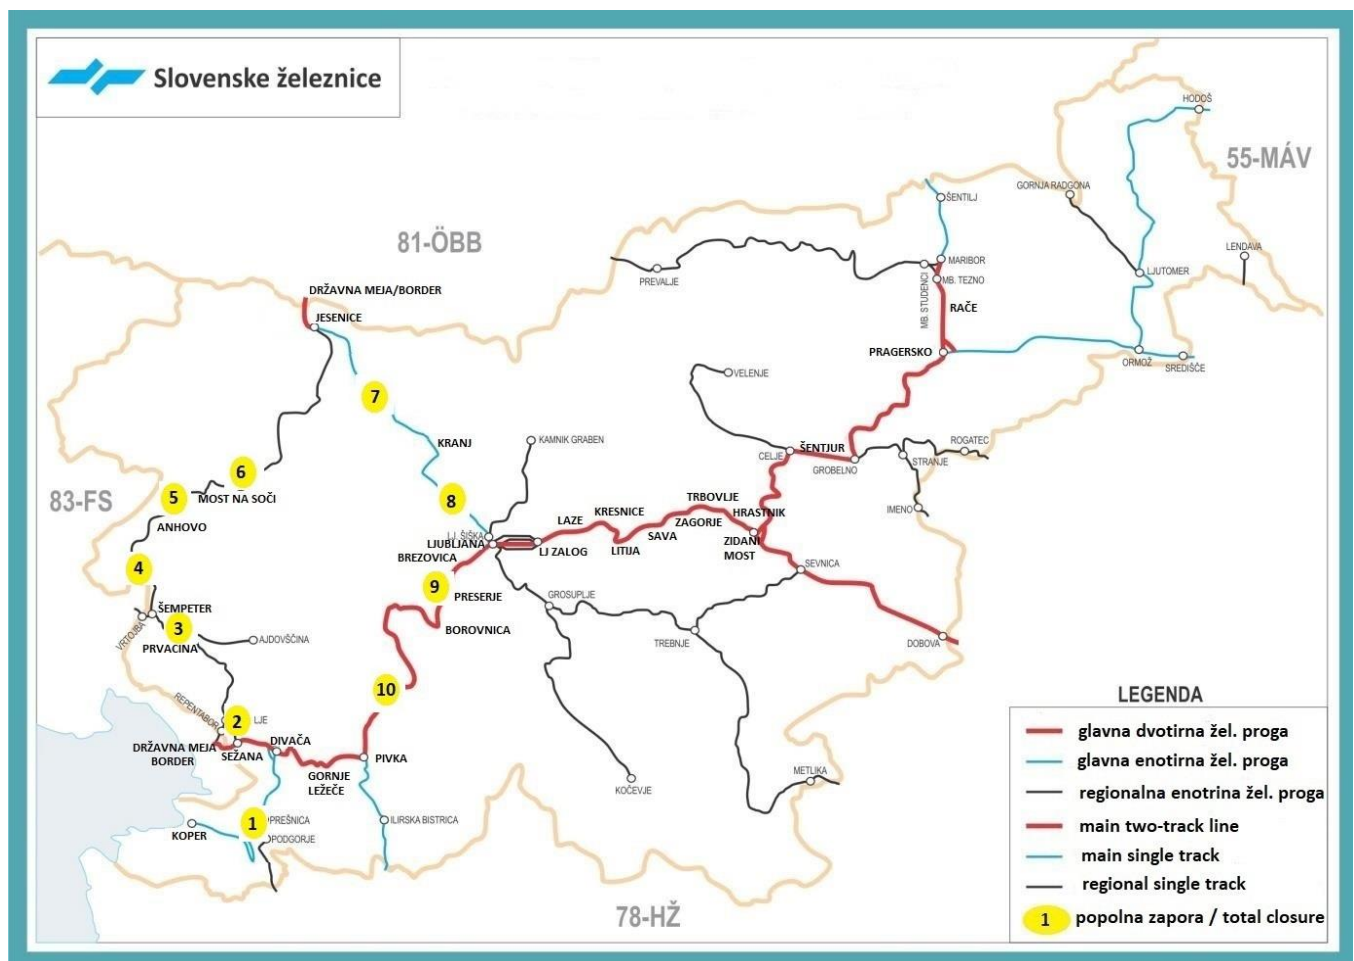 Slovenske železnice
HODOŠ
55-MÁV
ŠENTILJ
GORNJA RADGONA
81-ÖBB
LENDAVA
MARIBOR
PREVALJE
LJUTOMER
MB. TEZNO
MB. STUDENCI
DRŽAVNA MEJA/BORDER
RAČE
JESENICE
PRAGERSKO
ORMOŽ
SREDIŠČE
VELENJE
7
KRANJ
KAMNIK GRABEN
ŠENTJUR
ROGATEC
CELJE
GROBELNO
STRANJE
6
5
MOST NA SOČI
83-FS
8
TRBOVLJE
IMENO
KRESNICE
HRASTNIK
LAZE
ZAGORJE
ANHOVO
LJ. ŠIŠKA
LJUBLJANA
SAVA
ZIDANI
MOST
BREZOVICA
LJ ZALOG
LITIJA
4
SEVNICA
9
PRESERJE
GROSUPLJE
ŠEMPETER
3
BOROVNICA
VRTOJBA
PRVACINA
AJDOVŠČINA
TREBNJE
DOBOVA
10
REPENTABOR
2
LJE
DRŽAVNA MEJA
BORDER
SEŽANA
DIVAČA
PIVKA
GORNJE
LEŽEČE
METLIKA
KOČEVJE
1
PREŠNICA
KOPER
PODGORJE
ILIRSKA BISTRICA
78-HŽ
LEGENDA
glavna dvotirna žel. proga
glavna enotirna žel. proga
regionalna enotrina žel. proga
main two-track line
main single track
regional single track
1 popolna zapora / total closure